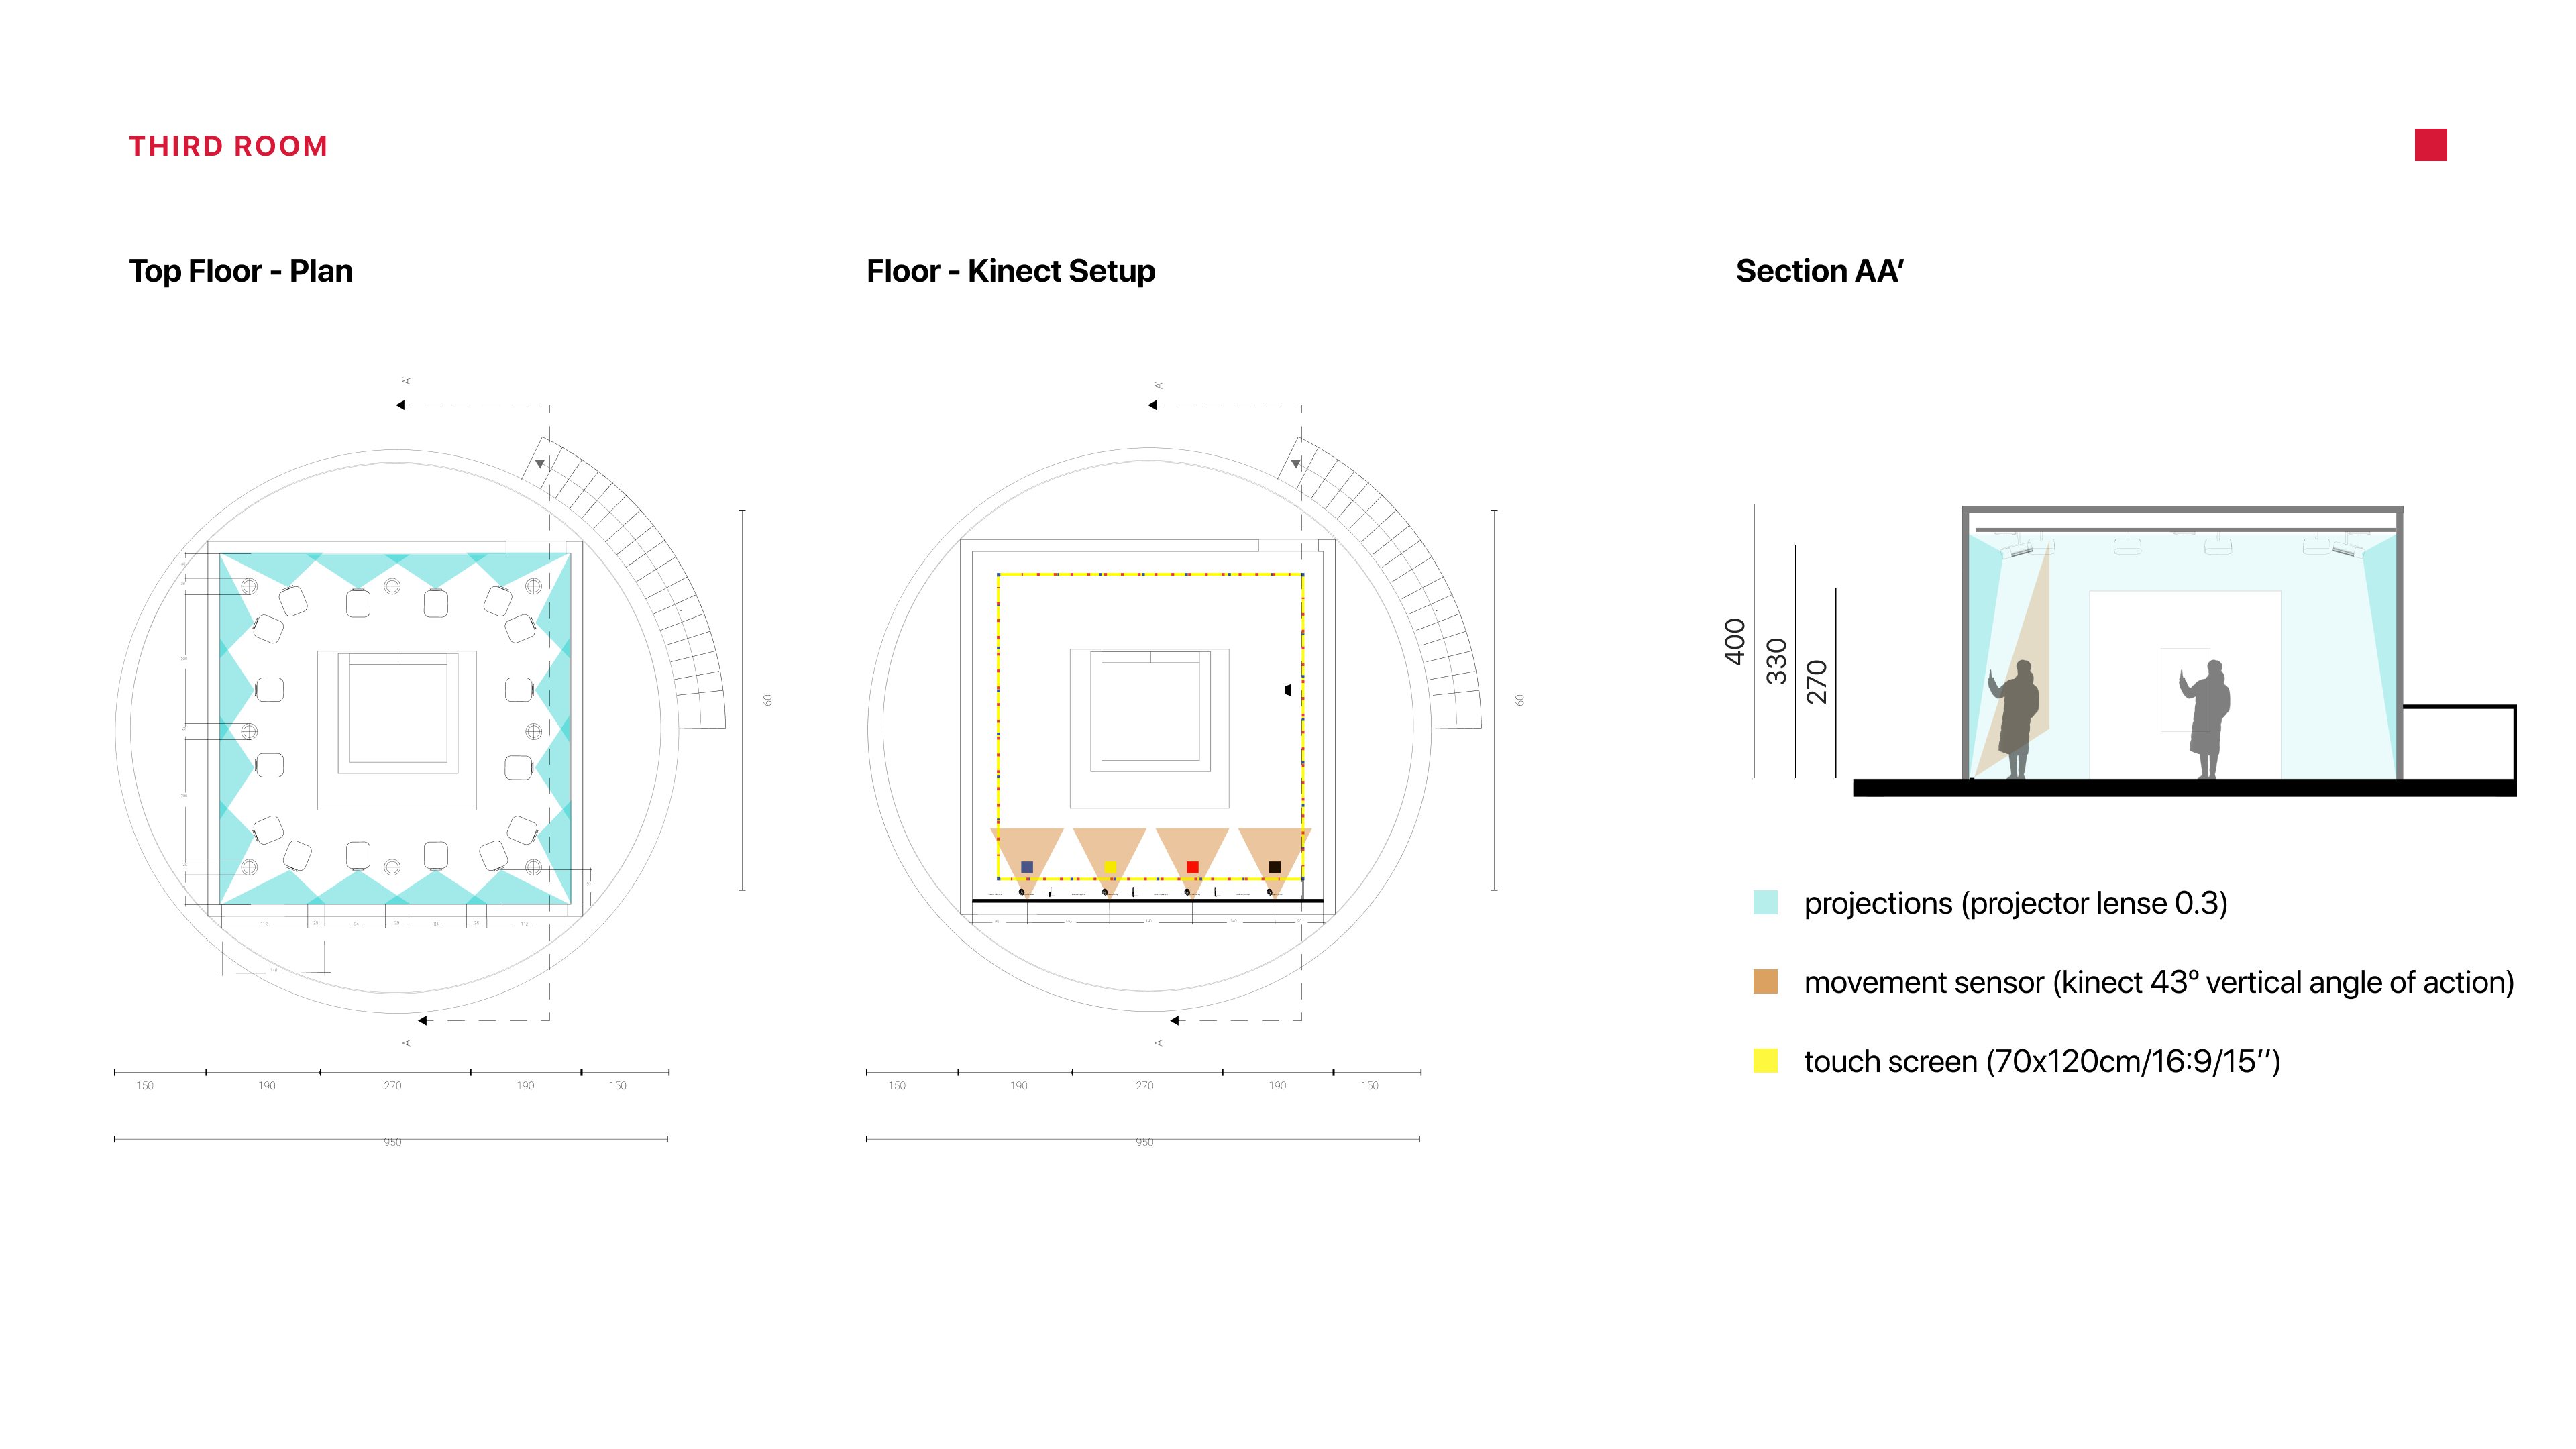 THIRD ROOM
Top Floor - Plan
Floor - Kinect Setup
Section AA’
A'
A'
60
60
400
330
270
A
A
150 190 270 190 150
950
150 190 270 190 150
950
projections (projector lense 0.3)
movement sensor (kinect 43° vertical angle of action)
touch screen (70x120cm/16:9/15’’)